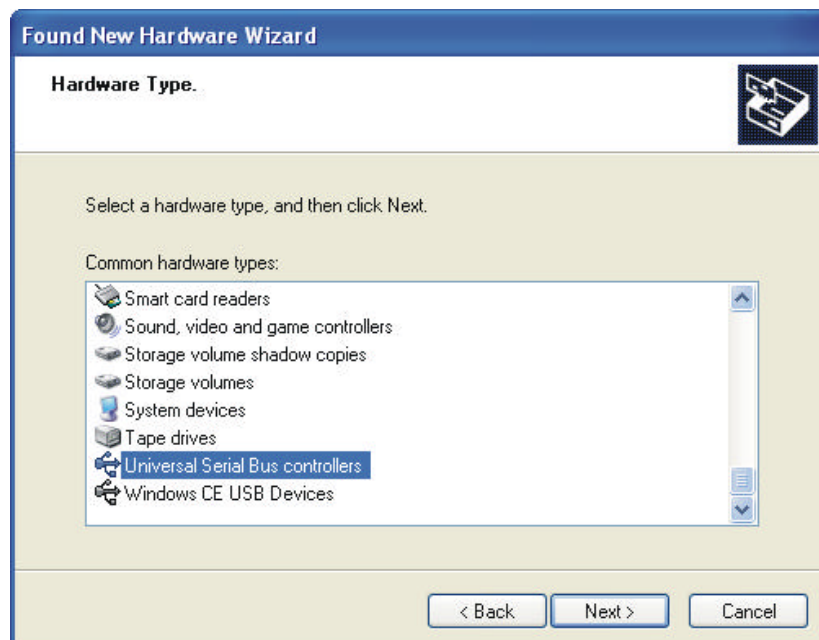 Found New Hardware Wizard
Hardware Type.
Select a hardware type, and then click Next.
Common hardware types:
Smart card readers
Sound, video and game controllers
Storage volume shadow copies
Storage volumes
System devices
Tape drives
Universal Serial Bus controllers
Windows CE USB Devices
< Back Next > Cancel